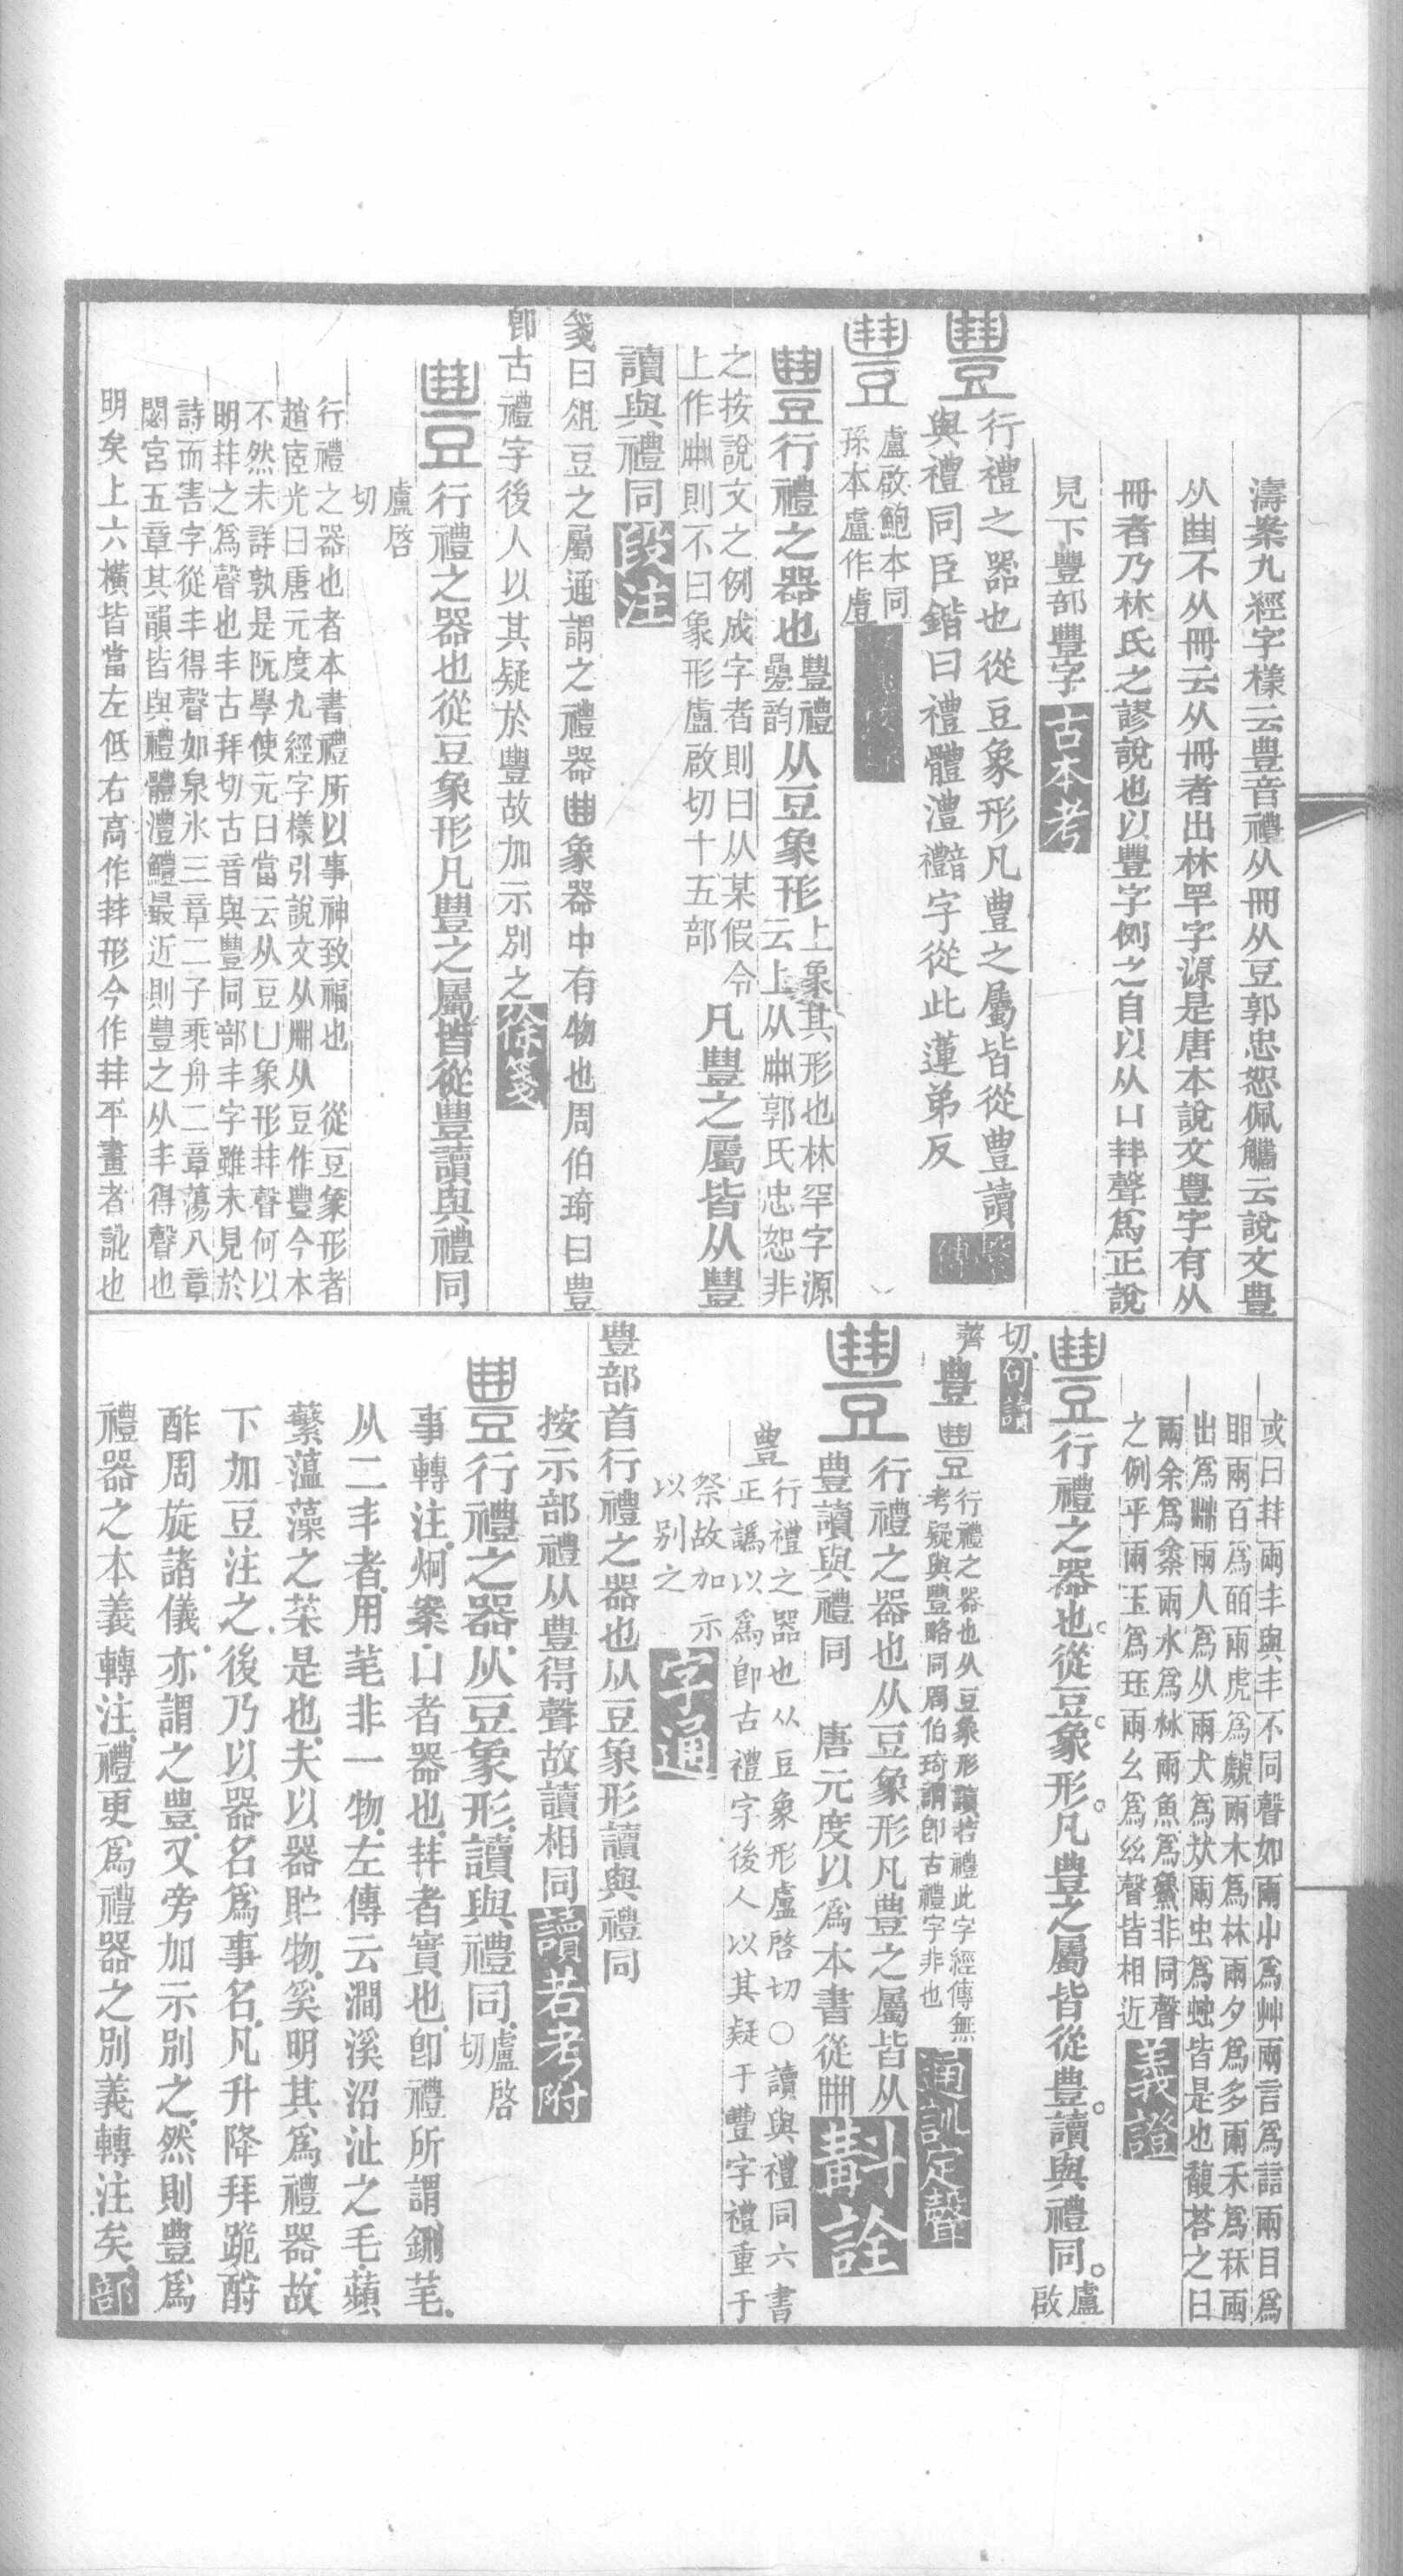 濤案九經字樣云豊音禮从冊从豆郭忠恕佩觿云說文豊
从𠁳不从冊云从冊者出林罕字源是唐本說文豊字有从
冊者乃林氏之謬說也以豐字例之自以从凵𡴀聲爲正說
見下豐部豐字古本考
豊行禮之器也從豆象形凡豊之屬皆從豊讀
與禮同臣鍇曰禮體澧禮字從此蓮弟反
豊盧啟鮑本同
孫本盧作虘
豊行禮之器也豐禮
疊韵从豆象形上象其形也林罕字源
云上从𠕋郭氏忠恕非
之按說文之例成字者則曰从某假令
上作𠕋則不曰象形盧啟切十五部凡豊之屬皆从豊
讀與禮同段注
箋曰俎豆之屬通謂之禮器𠁳象器中有物也周伯琦曰豊
卽古禮字後人以其疑於豐故加示別之徐箋
豊行禮之器也從豆象形凡豊之屬皆從豊讀與禮同
盧啓
切
行禮之器也者本書禮所以事神致福也 從豆象形者
趙宧光曰唐元度九經字樣引說文从𠕋从豆作豊今本
不然未詳孰是阮學使元曰當云从豆凵象形𡴀聲何以
明𡴀之爲聲也丰古拜切古音與豊同部丰字雖未見於
詩而害字從丰得聲如泉水三章二子乘舟二章蕩八章
閟宮五章其韻皆與禮體澧鱧最近則豊之从丰得聲也
明矣上六橫皆當左低右高作𡴀形今作𡴀平畫者訛也
或曰𡴀兩丰與丰不同聲如兩屮爲艸兩言爲誩兩目爲
䀠兩百爲皕兩虎爲虤兩木爲林兩夕爲多兩禾爲秝兩
出爲𪓐兩人爲从兩犬爲㹜兩虫爲䖵皆是也馥荅之曰
兩余爲𠎳兩水爲沝兩魚爲䲆非同聲
之例乎兩玉爲玨兩幺爲𢆶聲皆相近義證
豊行禮之器也從豆象形凡豊之屬皆從豊讀與禮同盧
啟
切句讀
薺豊豊行禮之器也从豆象形讀若禮此字經傳無
考疑與豐略同周伯琦謂卽古禮字非也通訓定聲
豊行禮之器也从豆象形凡豊之屬皆从
豊讀與禮同 唐元度以爲本書從𠕋斠詮
豊行禮之器也从豆象形盧啓切○讀與禮同六書
正譌以爲卽古禮字後人以其疑于豐字禮重于
祭故加示
以別之字通
豊部首行禮之器也从豆象形讀與禮同
按示部禮从豊得聲故讀相同讀若考附
豊行禮之器从豆象形讀與禮同盧啓
切
事轉注炯案凵者器也𡴀者實也卽禮所謂鉶芼
从二丰者用芼非一物左傳云澗溪沼沚之毛蘋
蘩薀藻之菜是也夫以器貯物奚明其爲禮器故
下加豆注之後乃以器名爲事名凡升降拜跪酬
酢周旋諸儀亦謂之豊又旁加示別之然則豊爲
禮器之本義轉注禮更爲禮器之別義轉注矣部